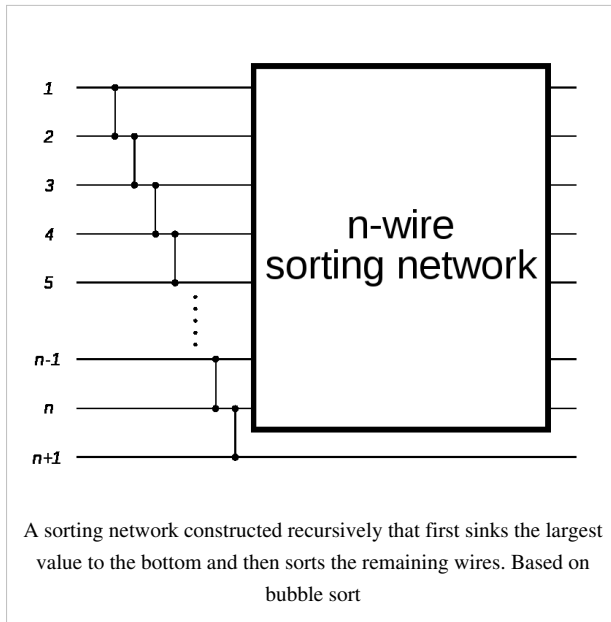 1
2
3
4
5
n-1
n
n+1
n-wire
sorting network
A sorting network constructed recursively that first sinks the largest
value to the bottom and then sorts the remaining wires. Based on
bubble sort